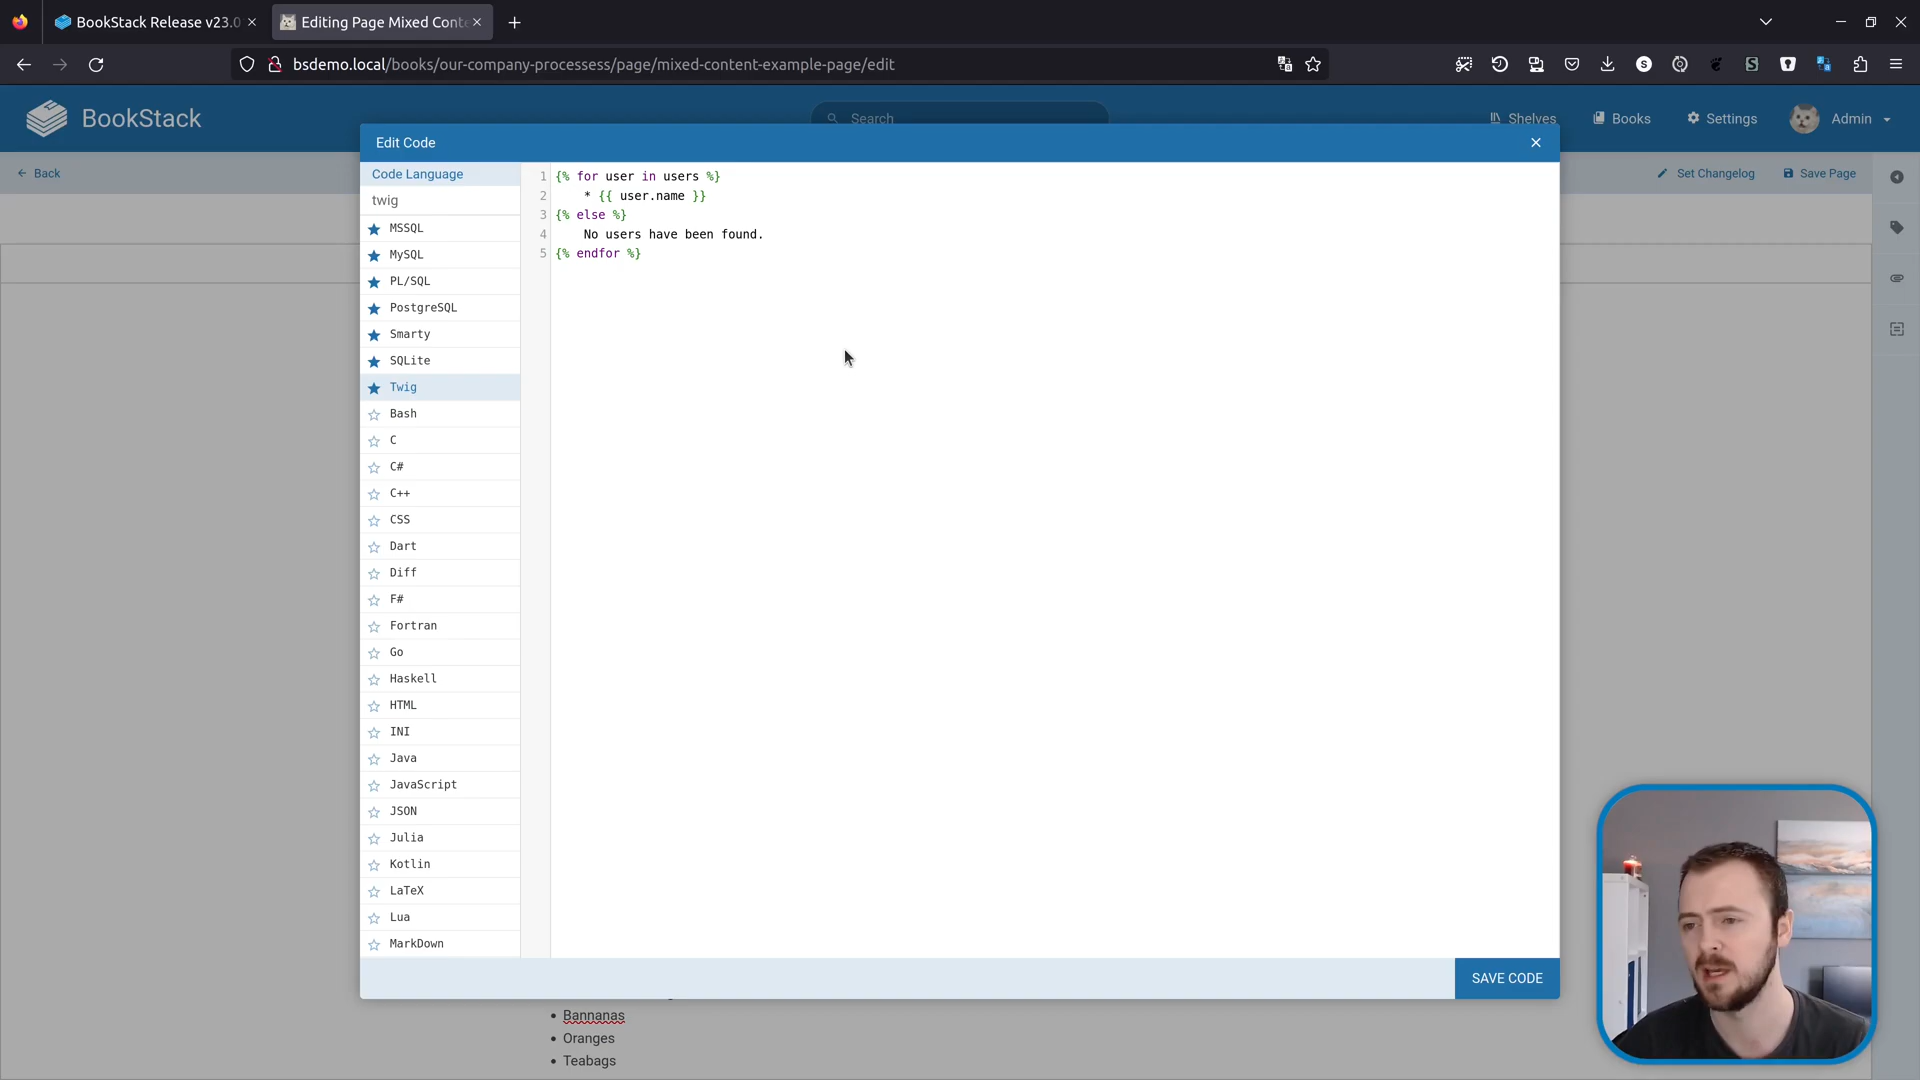 BookStack Release v23.0
Editing Page Mixed Conte
bsdemo.local/books/our-company-processess/page/mixed-content-example-page/edit
BookStack
Search
Shelves
Books
Settings
Admin
Back
Set Changelog
Save Page
Edit Code
Code Language
twig
MSSQL
MySQL
PL/SQL
PostgreSQL
Smarty
SQLite
Twig
Bash
C
C#
C++
CSS
Dart
Diff
F#
Fortran
Go
Haskell
HTML
INI
Java
JavaScript
JSON
Julia
Kotlin
LaTeX
Lua
MarkDown
1 {% for user in users %}
2     * {{ user.name }}
3 {% else %}
4     No users have been found.
5 {% endfor %}
SAVE CODE
• Bannanas
• Oranges
• Teabags